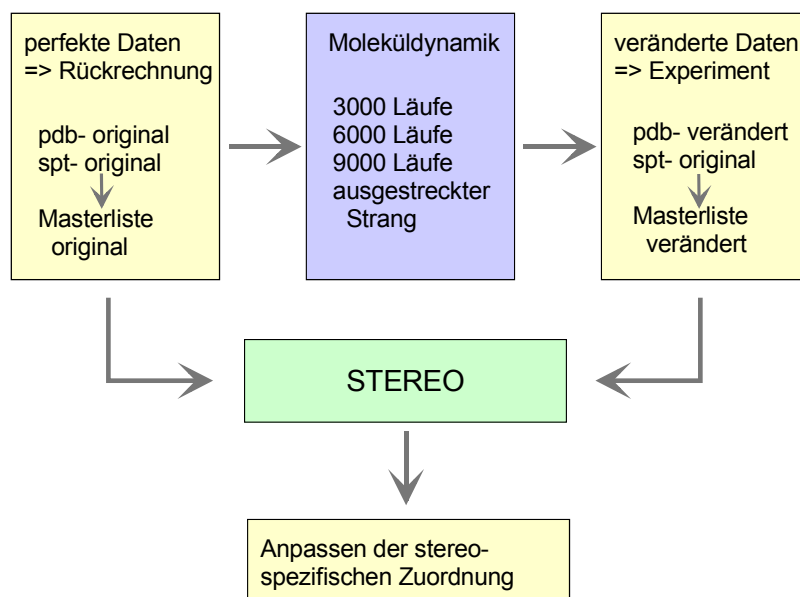 perfekte Daten
=> Rückrechnung
pdb- original
spt- original
Masterliste
original
Moleküldynamik
3000 Läufe
6000 Läufe
9000 Läufe
ausgestreckter
Strang
veränderte Daten
=> Experiment
pdb- verändert
spt- original
Masterliste
verändert
STEREO
Anpassen der stereo-
spezifischen Zuordnung